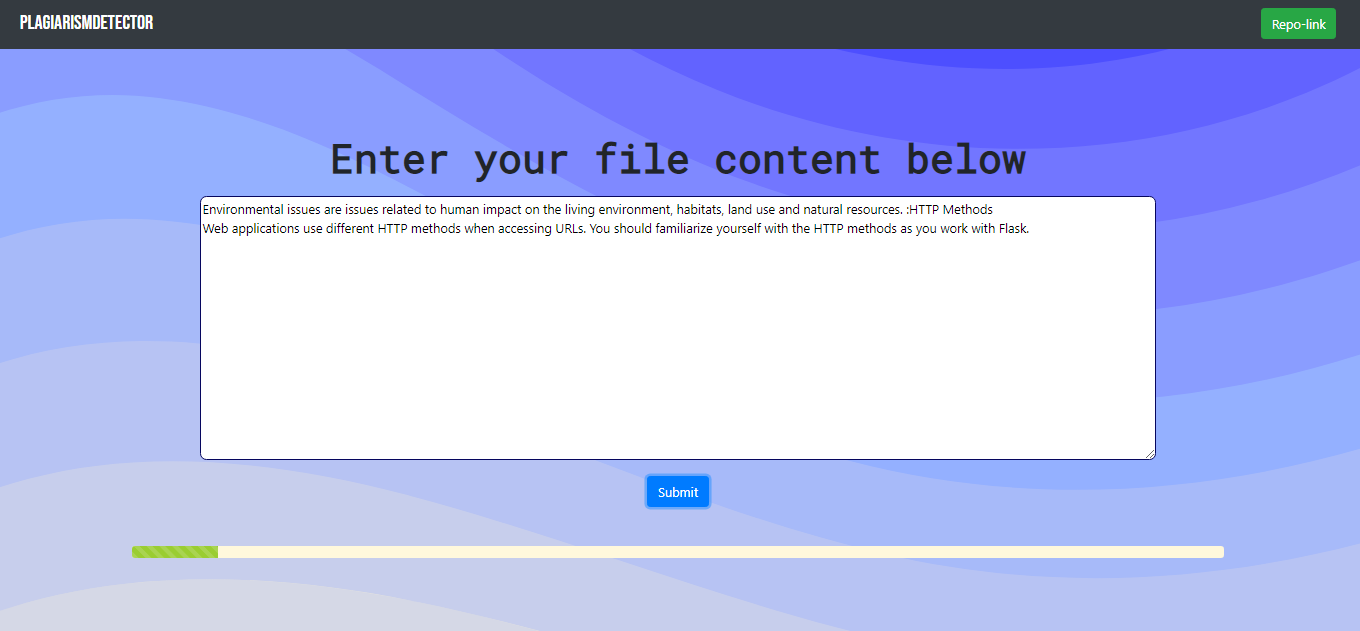 PLAGIARISMDETECTOR
Repo-link
Enter your file content below
Environmental issues are issues related to human impact on the living environment, habitats, land use and natural resources. :HTTP Methods
Web applications use different HTTP methods when accessing URLs. You should familiarize yourself with the HTTP methods as you work with Flask.
Submit